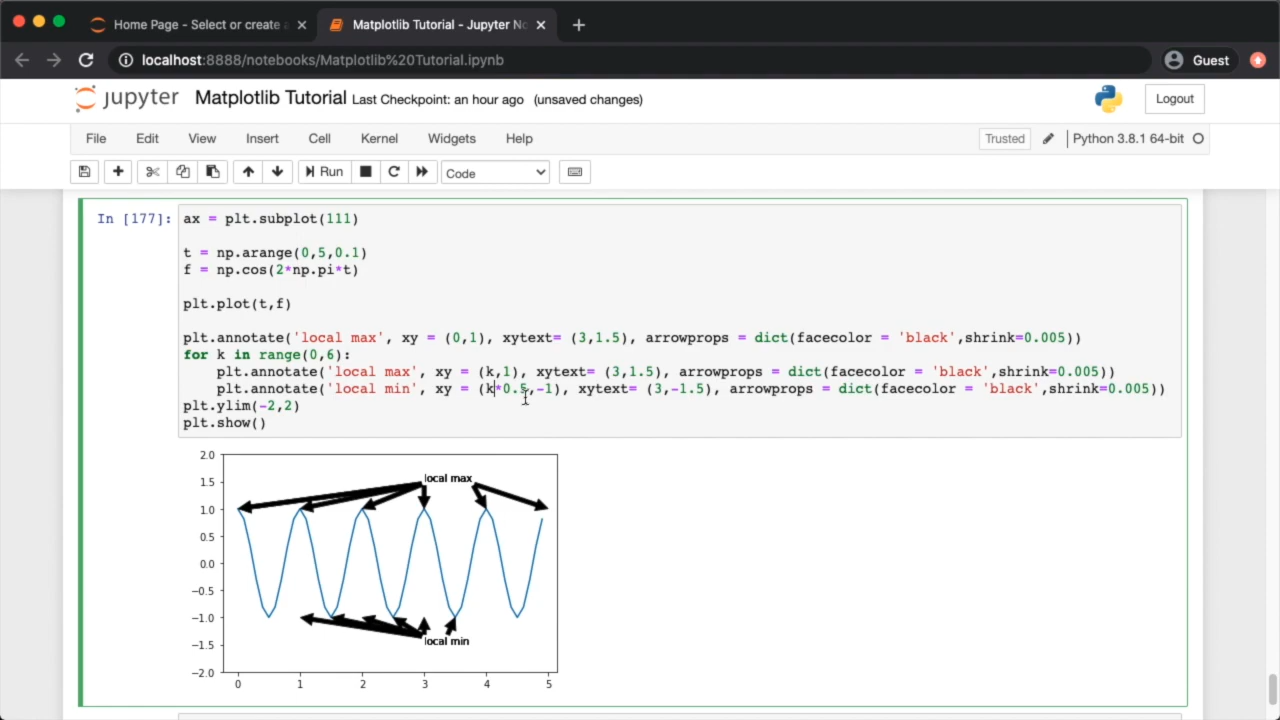 Home Page - Select or create a
Matplotlib Tutorial - Jupyter No
localhost:8888/notebooks/Matplotlib%20Tutorial.ipynb
Guest
jupyter Matplotlib Tutorial Last Checkpoint: an hour ago (unsaved changes)
Logout
File Edit View Insert Cell Kernel Widgets Help
Trusted Python 3.8.1 64-bit
Run Code
In [177]: ax = plt.subplot(111)
t = np.arange(0,5,0.1)
f = np.cos(2*np.pi*t)
plt.plot(t,f)
plt.annotate('local max', xy = (0,1), xytext= (3,1.5), arrowprops = dict(facecolor = 'black',shrink=0.005))
for k in range(0,6):
plt.annotate('local max', xy = (k,1), xytext= (3,1.5), arrowprops = dict(facecolor = 'black',shrink=0.005))
plt.annotate('local min', xy = (k*0.5,-1), xytext= (3,-1.5), arrowprops = dict(facecolor = 'black',shrink=0.005))
plt.ylim(-2,2)
plt.show()
2.0
local max
1.5
1.0
0.5
0.0
−0.5
−1.0
local min
−1.5
−2.0
0 1 2 3 4 5